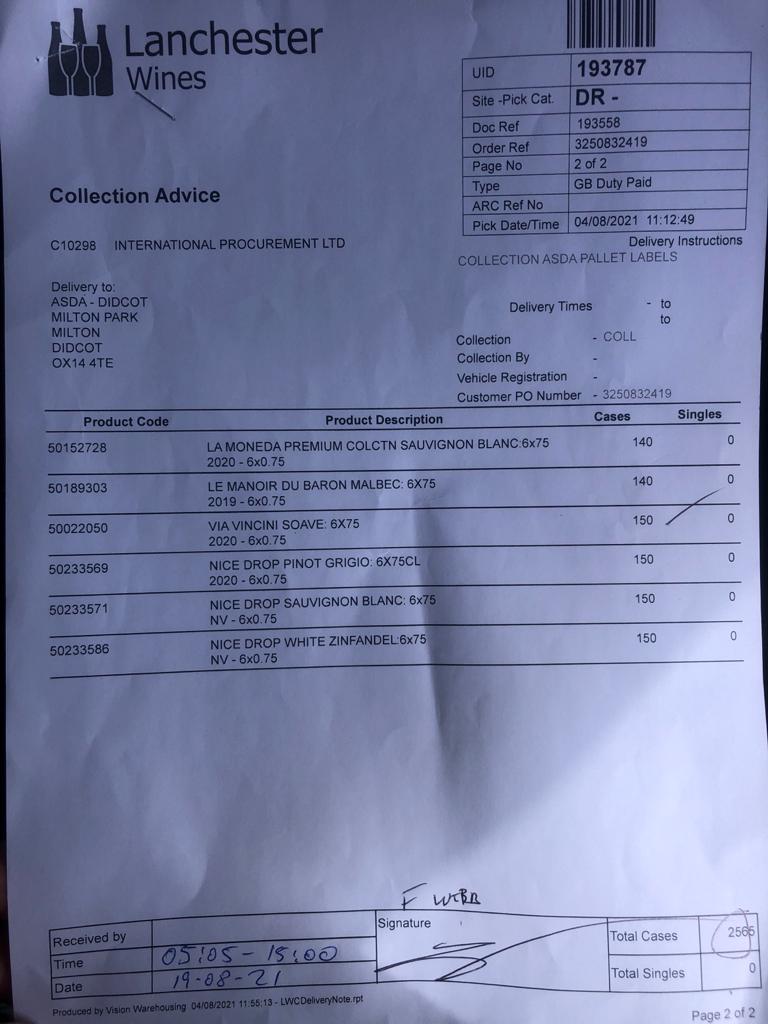 Lanchester
Wines
UID 193787
Site -Pick Cat. DR -
Doc Ref 193558
Order Ref 3250832419
Page No 2 of 2
Type GB Duty Paid
ARC Ref No
Pick Date/Time 04/08/2021 11:12:49
Collection Advice
C10298 INTERNATIONAL PROCUREMENT LTD
Delivery Instructions
COLLECTION ASDA PALLET LABELS
Delivery to:
ASDA - DIDCOT
MILTON PARK
MILTON
DIDCOT
OX14 4TE
Delivery Times - to
to
Collection - COLL
Collection By -
Vehicle Registration -
Customer PO Number - 3250832419
Product Code Product Description Cases Singles
50152728 LA MONEDA PREMIUM COLCTN SAUVIGNON BLANC:6x75 140 0
2020 - 6x0.75
50189303 LE MANOIR DU BARON MALBEC: 6X75 140 0
2019 - 6x0.75
50022050 VIA VINCINI SOAVE: 6X75 150 0
2020 - 6x0.75
50233569 NICE DROP PINOT GRIGIO: 6X75CL 150 0
2020 - 6x0.75
50233571 NICE DROP SAUVIGNON BLANC: 6x75 150 0
NV - 6x0.75
50233586 NICE DROP WHITE ZINFANDEL:6x75 150 0
NV - 6x0.75
F WEBB
Received by
Signature
Total Cases 2565
Time 05:05 - 15:00
Total Singles 0
Date 19-08-21
Produced by Vision Warehousing 04/08/2021 11:55:13 - LWCDeliveryNote.rpt
Page 2 of 2